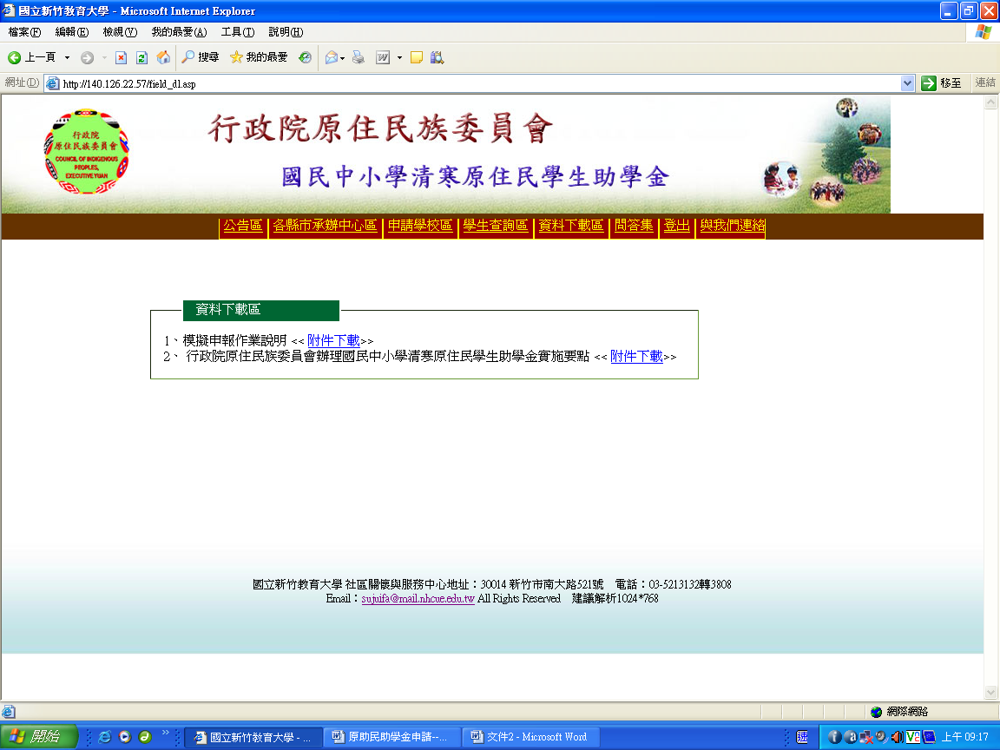 國立新竹教育大學 - Microsoft Internet Explorer
檔案(F) 編輯(E) 檢視(V) 我的最愛(A) 工具(T) 說明(H)
上一頁 搜尋 我的最愛
網址(D) http://140.126.22.57/field_d1.asp 移至 連結
行政院
原住民族委員會
COUNCIL OF INDIGENOUS
PEOPLES,
EXECUTIVE YUAN
行政院原住民族委員會
國民中小學清寒原住民學生助學金
公告區 各縣市承辦中心區 申請學校區 學生查詢區 資料下載區 問答集 登出 與我們連絡
資料下載區
1、模擬申報作業說明 << 附件下載>>
2、 行政院原住民族委員會辦理國民中小學清寒原住民學生助學金實施要點 << 附件下載>>
國立新竹教育大學 社區關懷與服務中心地址：30014 新竹市南大路521號　電話：03-5213132轉3808
Email：sujuifa@mail.nhcue.edu.tw All Rights Reserved　建議解析1024*768
網際網路
開始 國立新竹教育大學 - ... 原助民助學金申請--... 文件2 - Microsoft Word 上午 09:17